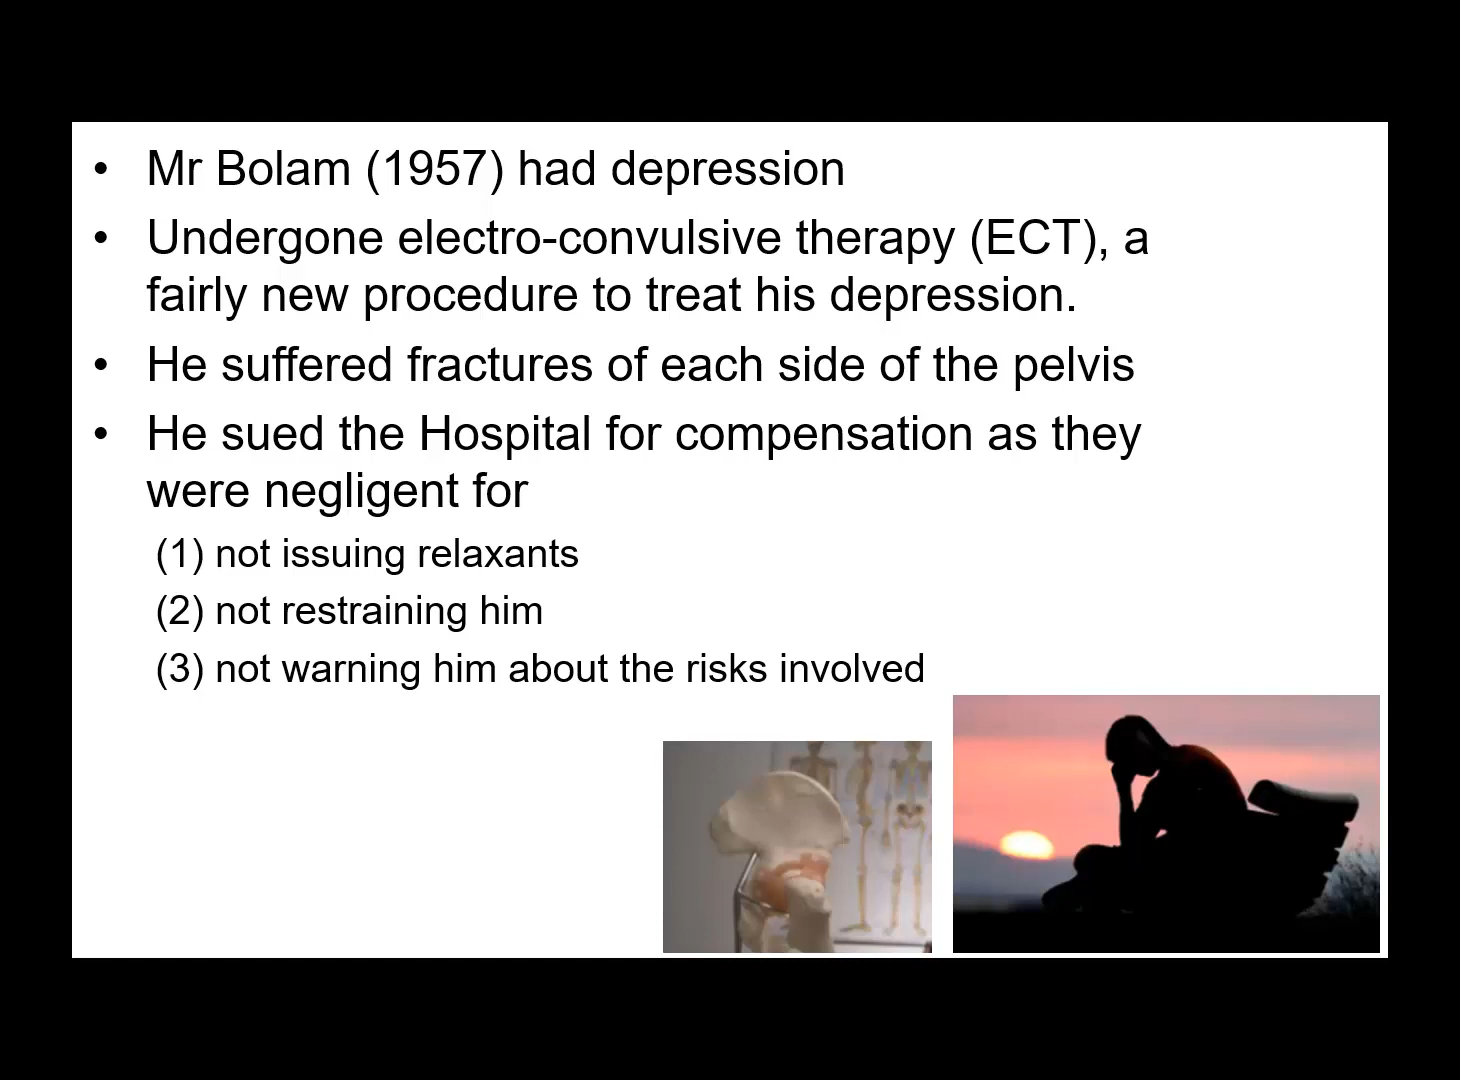 • Mr Bolam (1957) had depression
• Undergone electro-convulsive therapy (ECT), a
fairly new procedure to treat his depression.
• He suffered fractures of each side of the pelvis
• He sued the Hospital for compensation as they
were negligent for
(1) not issuing relaxants
(2) not restraining him
(3) not warning him about the risks involved